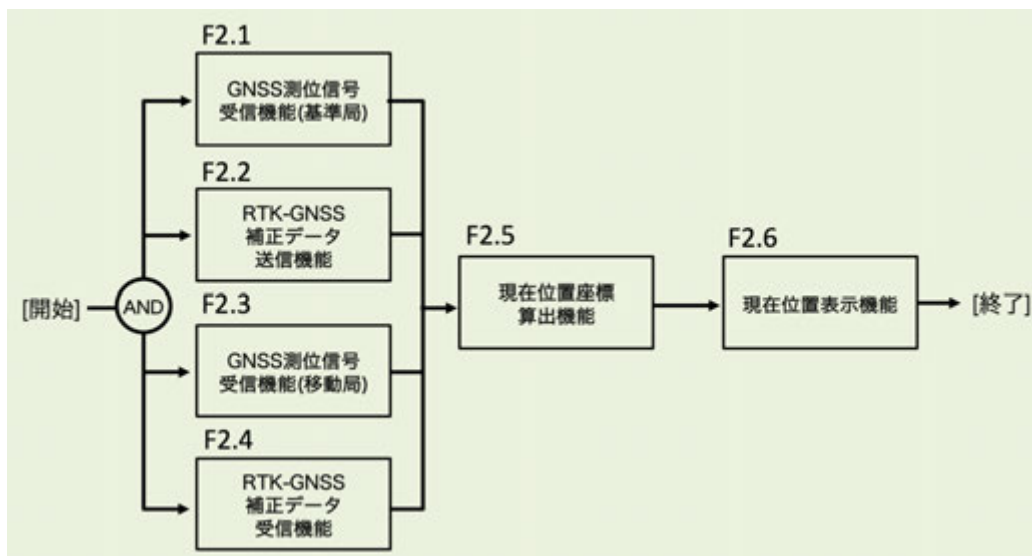 F2.1
GNSS測位信号
受信機能(基準局)
F2.2
RTK-GNSS
補正データ
送信機能
[開始]
AND
F2.3
GNSS測位信号
受信機能(移動局)
F2.4
RTK-GNSS
補正データ
受信機能
F2.5
現在位置座標
算出機能
F2.6
現在位置表示機能
[終了]